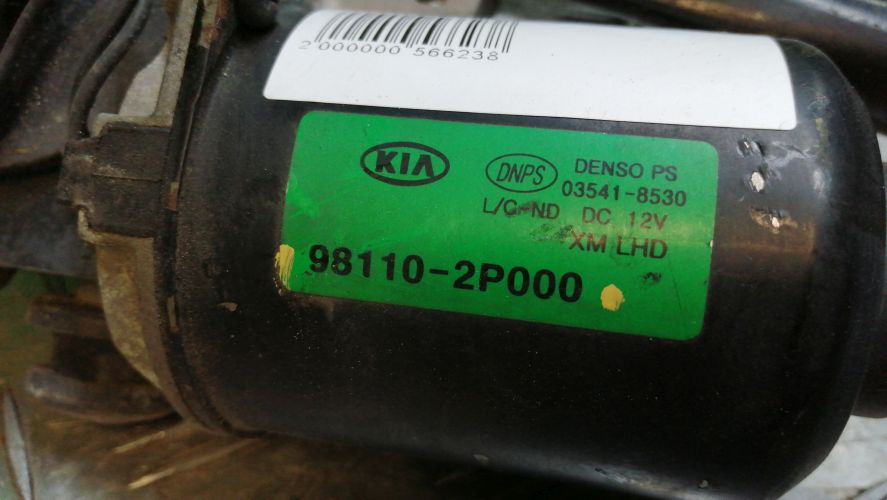 2 000000 566238
KIA
DNPS DENSO PS
03541-8530
L/C-ND DC 12V
XM LHD
98110-2P000